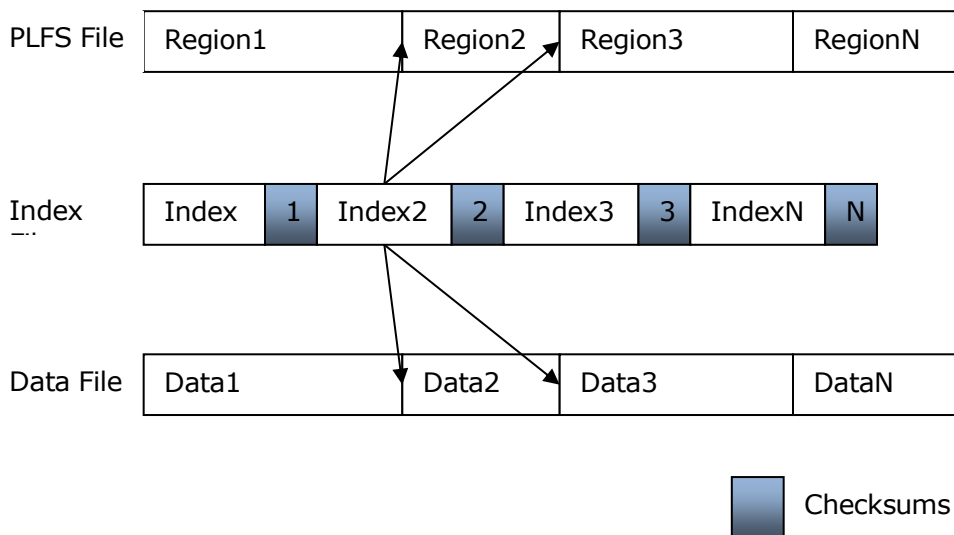 PLFS File Region1 Region2 Region3 RegionN
Index Index 1 Index2 2 Index3 3 IndexN N
Data File Data1 Data2 Data3 DataN
Checksums